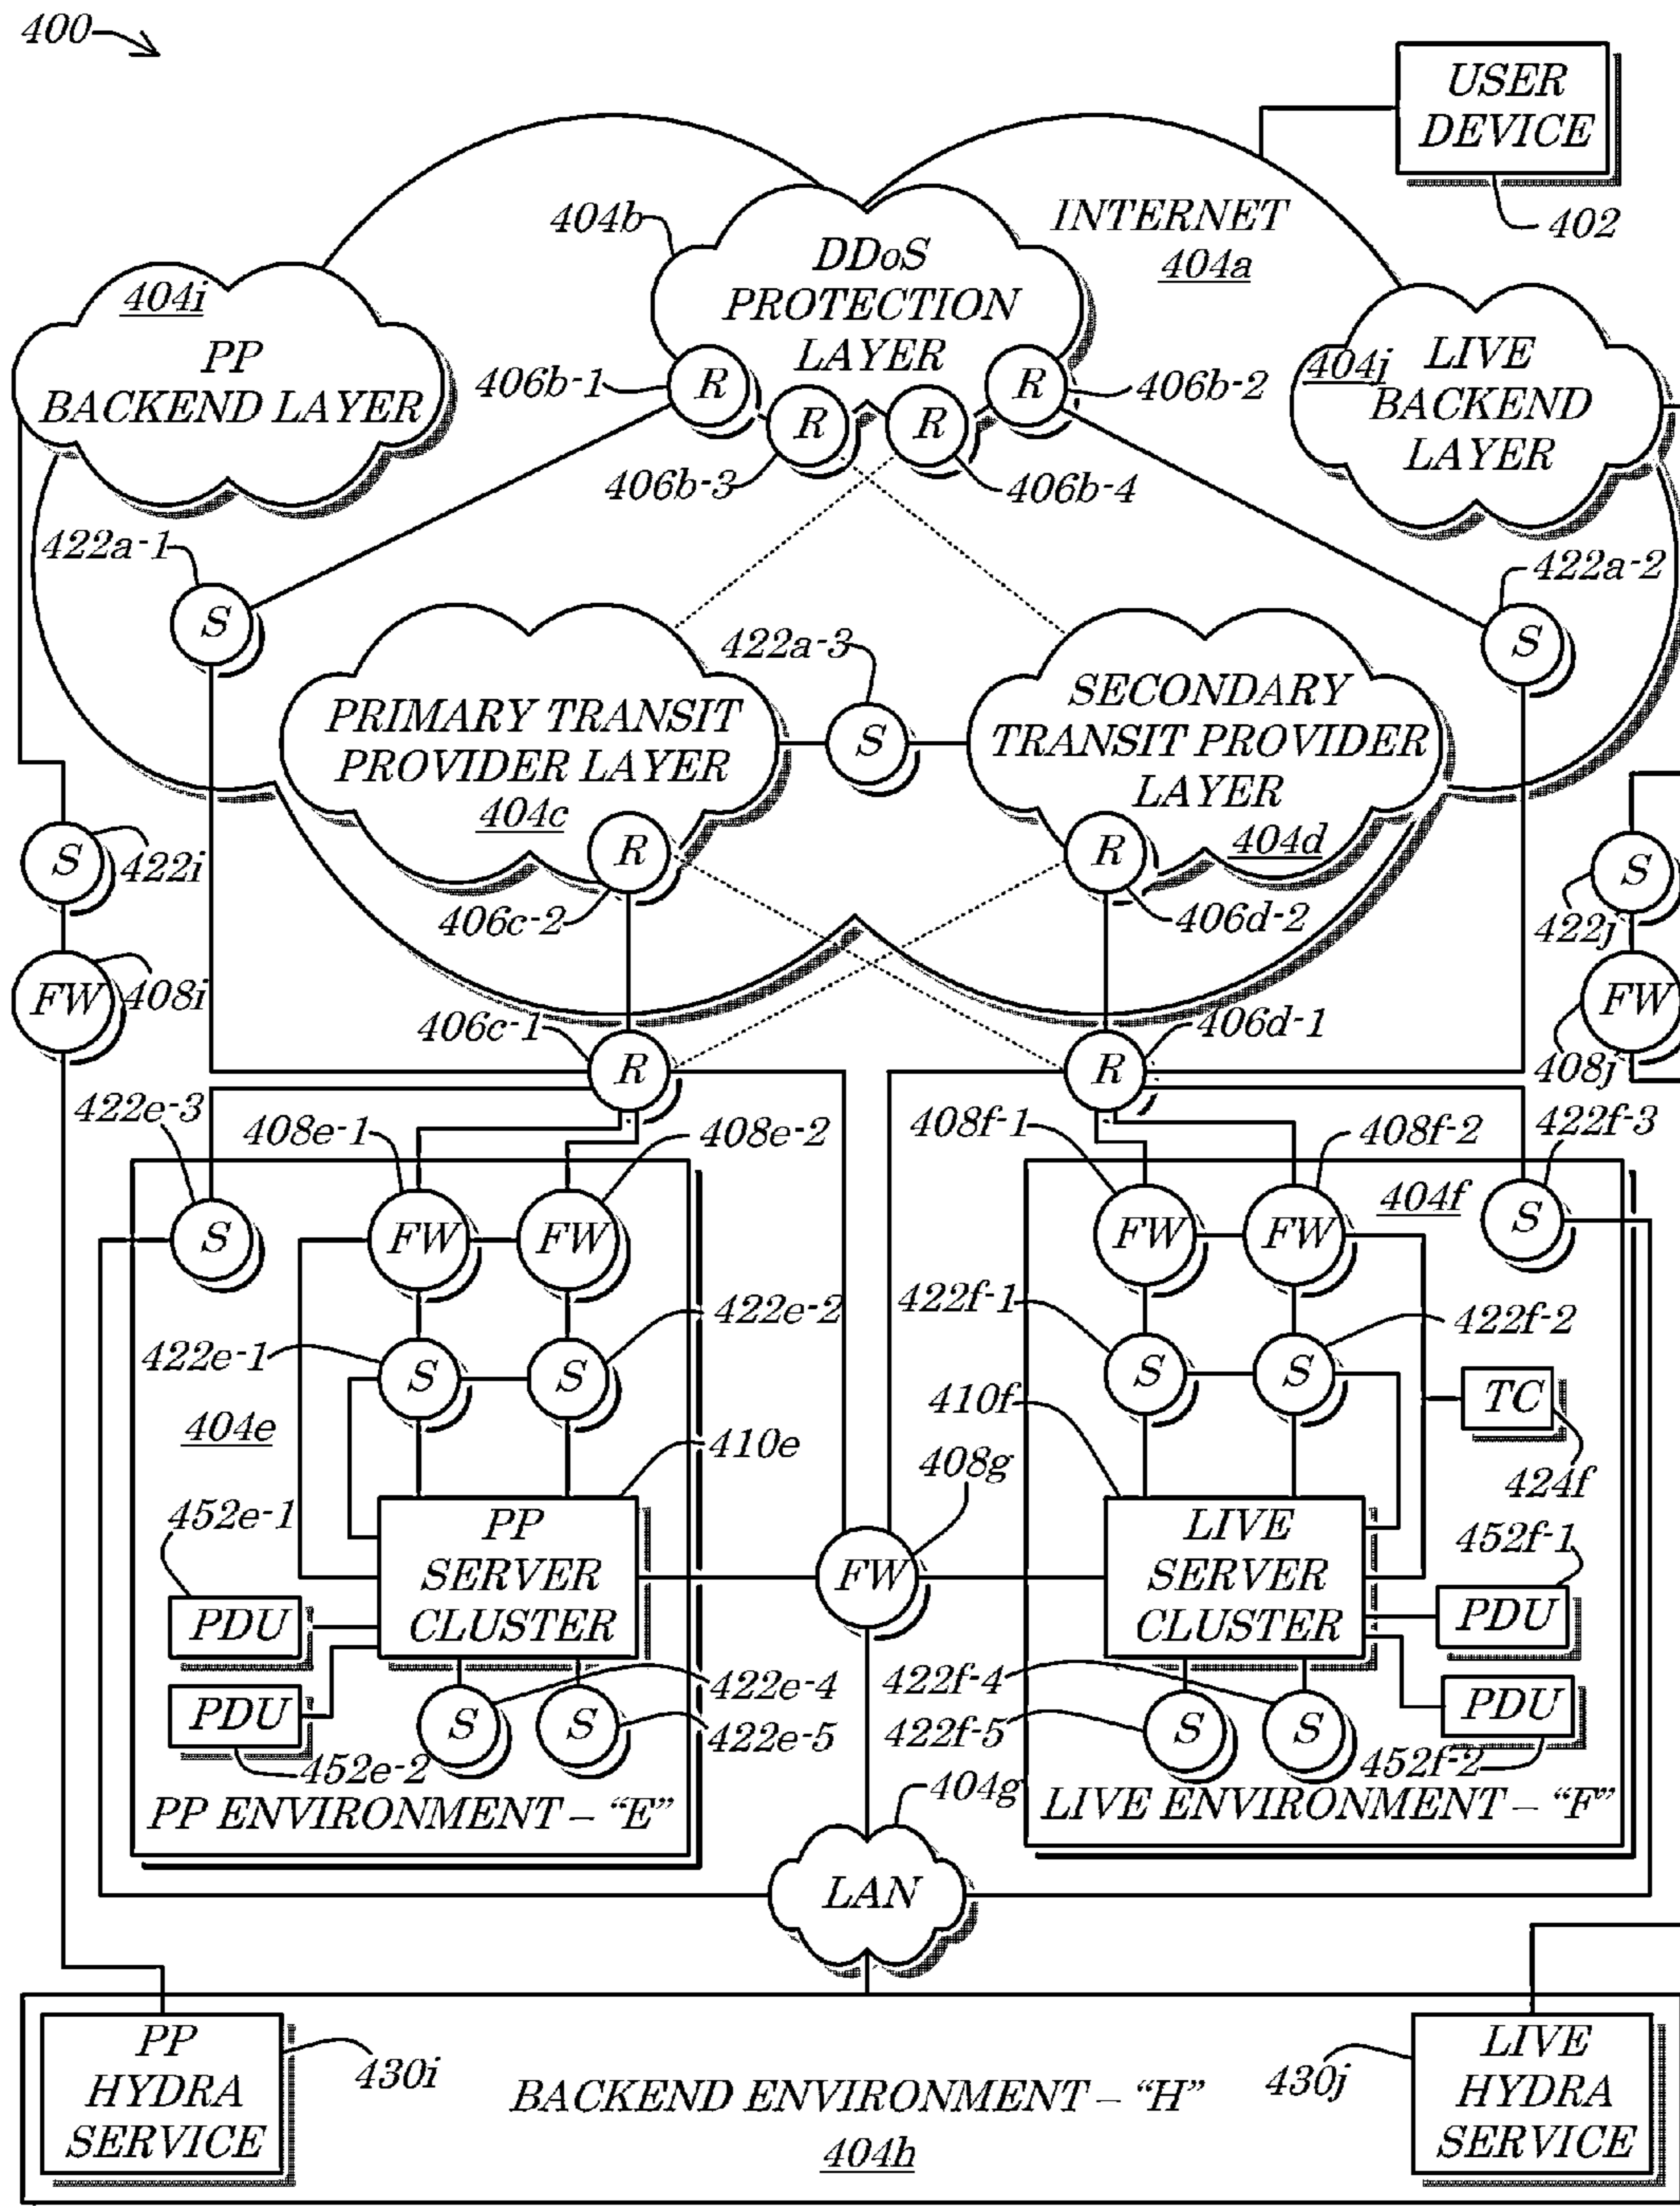 400
USER
DEVICE
402
INTERNET
404a
404b
DDoS
PROTECTION
LAYER
404i
PP
BACKEND LAYER
404j
LIVE
BACKEND
LAYER
406b-1
R
R
R
R
406b-2
406b-3
406b-4
422a-1
S
422a-2
S
422a-3
S
PRIMARY TRANSIT
PROVIDER LAYER
404c
SECONDARY
TRANSIT PROVIDER
LAYER
404d
R
406c-2
R
406d-2
S
422i
FW
408i
S
422j
FW
408j
406c-1
R
406d-1
R
422e-3
408e-1
408e-2
408f-1
408f-2
422f-3
S
FW
FW
FW
FW
404f
S
422e-1
S
S
422e-2
422f-1
S
S
422f-2
404e
410e
410f
TC
424f
408g
FW
452e-1
PP
SERVER
CLUSTER
LIVE
SERVER
CLUSTER
452f-1
PDU
PDU
PDU
PDU
452e-2
S
S
422e-4
422e-5
422f-4
422f-5
S
S
452f-2
PP ENVIRONMENT – “E”
404g
LIVE ENVIRONMENT – “F”
LAN
PP
HYDRA
SERVICE
430i
BACKEND ENVIRONMENT – “H”
404h
430j
LIVE
HYDRA
SERVICE